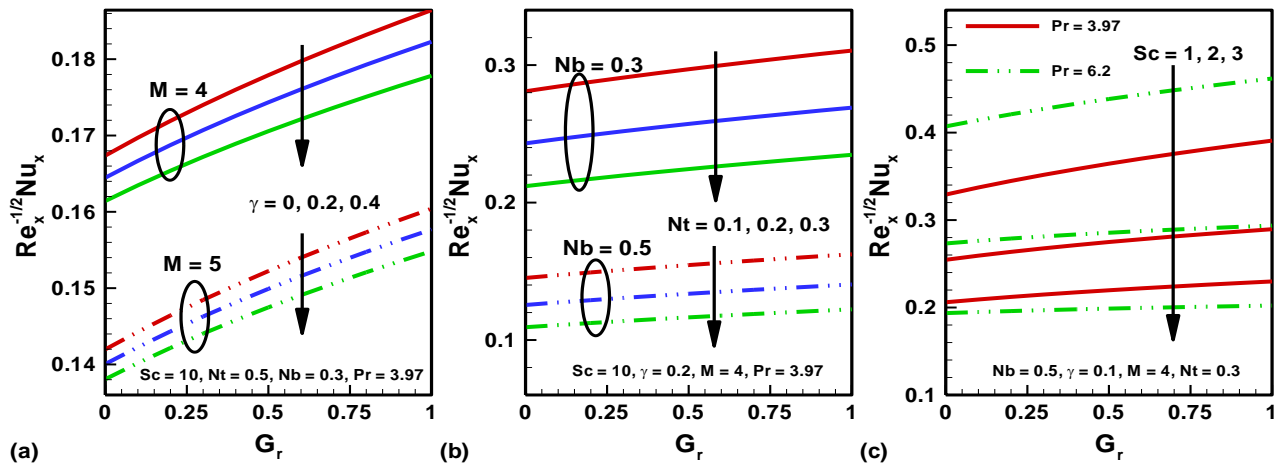 Re_x^{-1/2}Nu_x
0.18
0.17
0.16
0.15
0.14
M = 4
γ = 0, 0.2, 0.4
M = 5
Sc = 10, Nt = 0.5, Nb = 0.3, Pr = 3.97
0 0.25 0.5 0.75 1
(a)
G_r
Re_x^{-1/2}Nu_x
0.3
0.2
0.1
Nb = 0.3
Nt = 0.1, 0.2, 0.3
Nb = 0.5
Sc = 10, γ = 0.2, M = 4, Pr = 3.97
0 0.25 0.5 0.75 1
(b)
G_r
Re_x^{-1/2}Nu_x
0.5
0.4
0.3
0.2
0.1
Pr = 3.97
Sc = 1, 2, 3
Pr = 6.2
Nb = 0.5, γ = 0.1, M = 4, Nt = 0.3
0 0.25 0.5 0.75 1
(c)
G_r